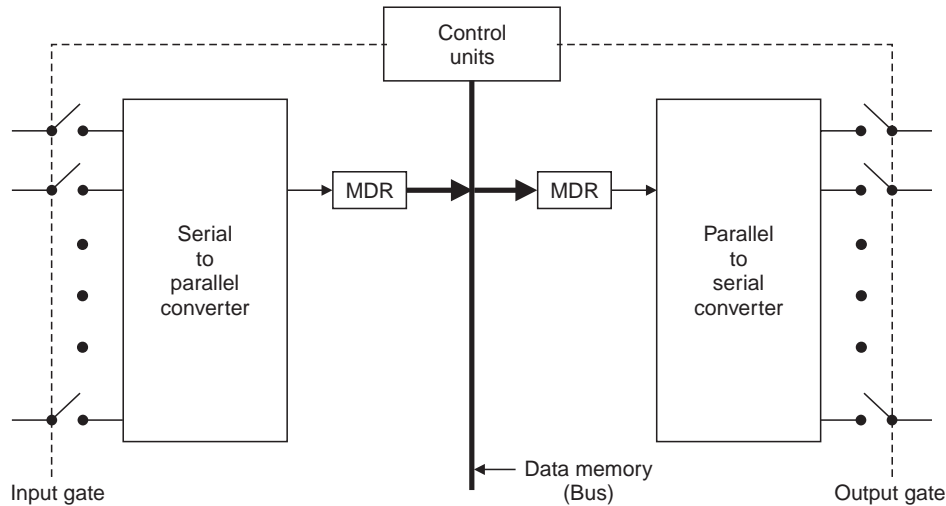 Control
units
MDR
MDR
Serial
to
parallel
converter
Parallel
to
serial
converter
Data memory
(Bus)
Input gate
Output gate